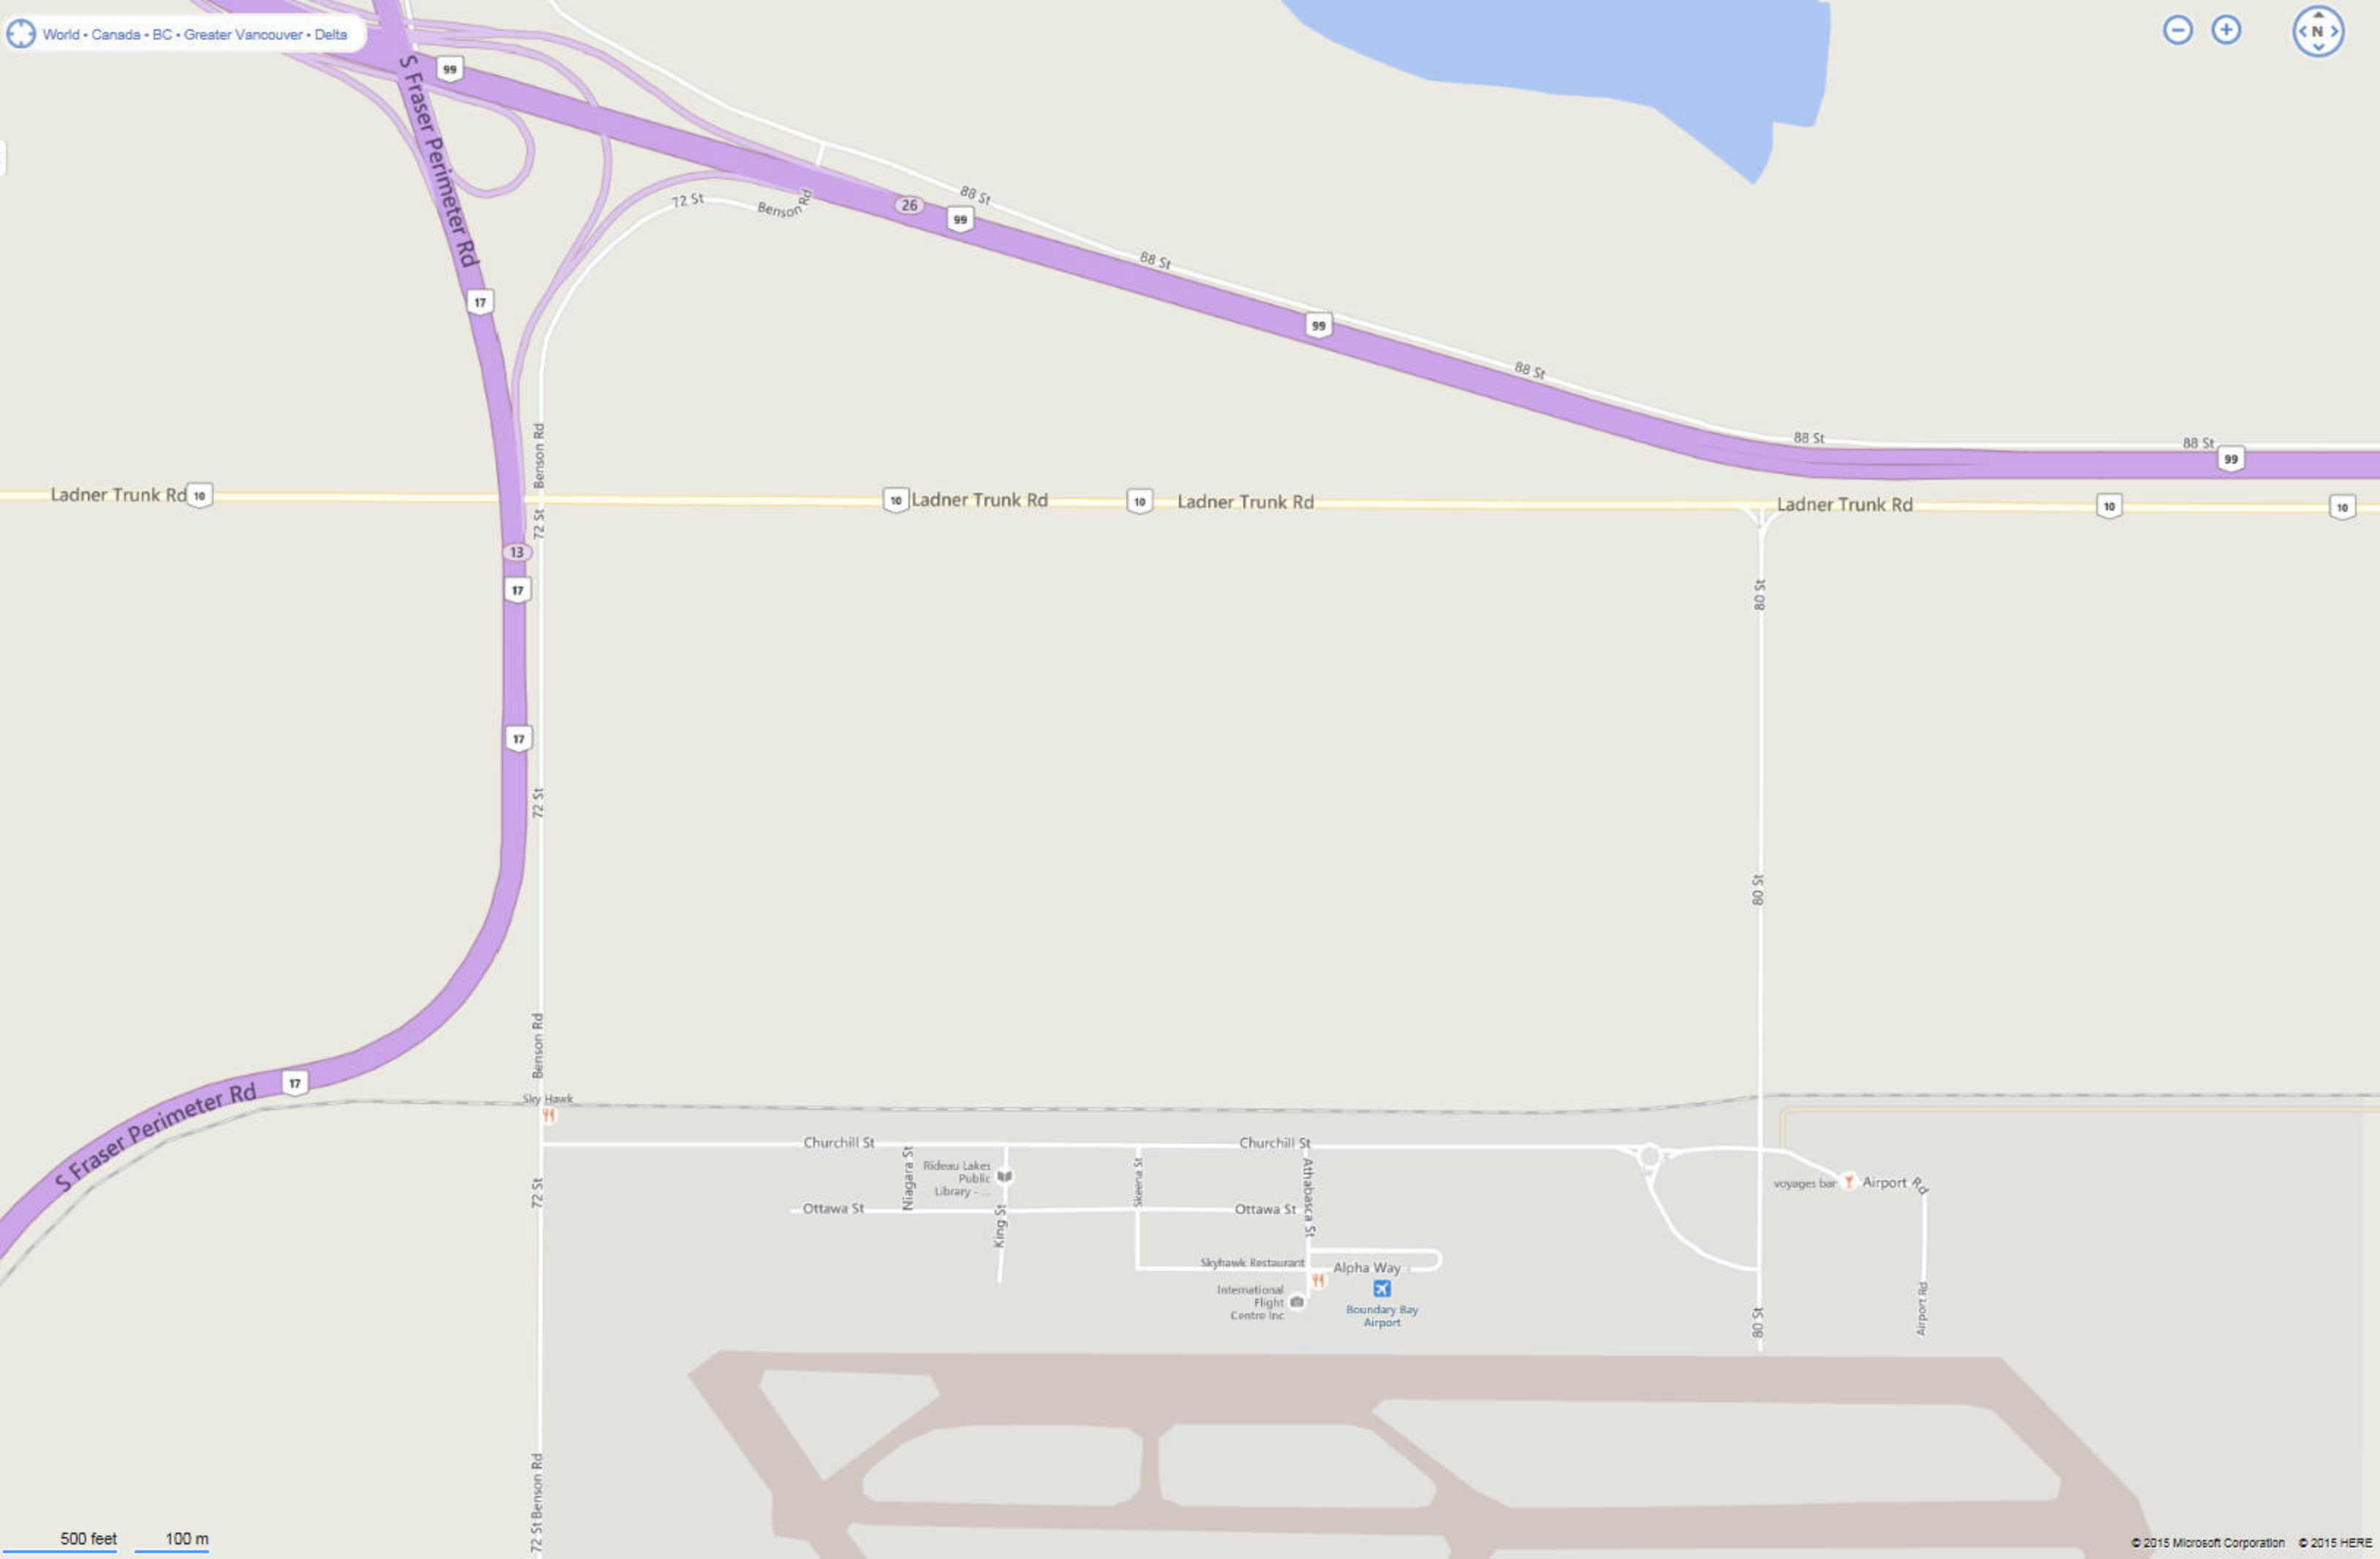 World • Canada • BC • Greater Vancouver • Delta
N
99
S Fraser Perimeter Rd
88 St
72 St
Benson Rd
26
99
88 St
17
99
88 St
88 St
88 St
99
Benson Rd
Ladner Trunk Rd
10
10
Ladner Trunk Rd
10
Ladner Trunk Rd
Ladner Trunk Rd
10
10
72 St
13
17
80 St
17
72 St
80 St
Benson Rd
17
S Fraser Perimeter Rd
Sky Hawk
Churchill St
Churchill St
Niagara St
Rideau Lakes
Public
Library - ...
Skeena St
Athabasca St
72 St
voyages bar
Airport Rd
Ottawa St
King St
Ottawa St
Skyhawk Restaurant
Alpha Way
International
Flight
Centre Inc
Boundary Bay
Airport
80 St
Airport Rd
72 St Benson Rd
500 feet
100 m
© 2015 Microsoft Corporation © 2015 HERE